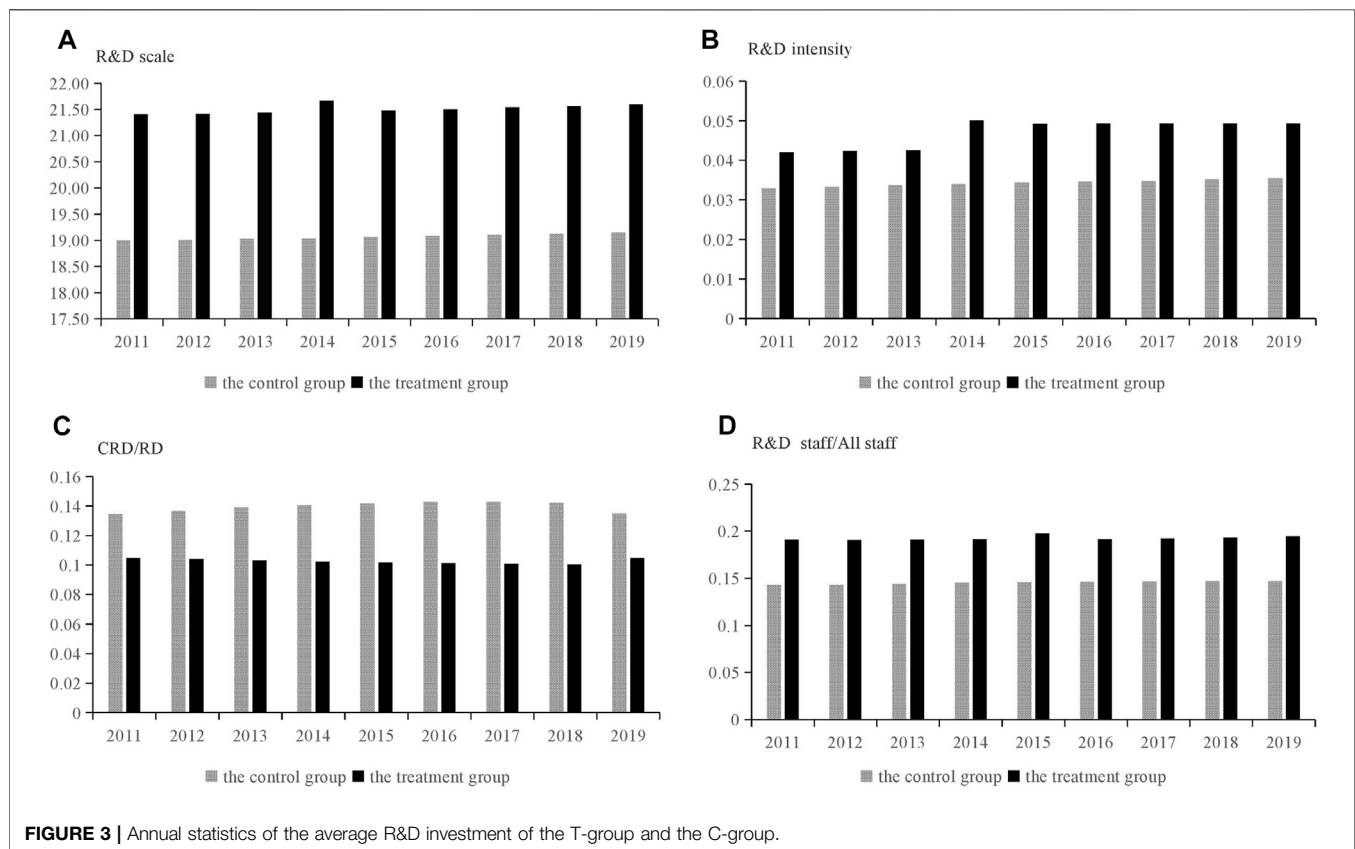 A
R&D scale
22.00
21.50
21.00
20.50
20.00
19.50
19.00
18.50
18.00
17.50
2011 2012 2013 2014 2015 2016 2017 2018 2019
the control group the treatment group
B
R&D intensity
0.06
0.05
0.04
0.03
0.02
0.01
0
2011 2012 2013 2014 2015 2016 2017 2018 2019
the control group the treatment group
C
CRD/RD
0.16
0.14
0.12
0.1
0.08
0.06
0.04
0.02
0
2011 2012 2013 2014 2015 2016 2017 2018 2019
the control group the treatment group
D
R&D staff/All staff
0.25
0.2
0.15
0.1
0.05
0
2011 2012 2013 2014 2015 2016 2017 2018 2019
the control group the treatment group
FIGURE 3 | Annual statistics of the average R&D investment of the T-group and the C-group.